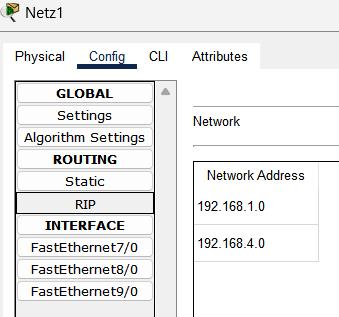 Netz1
Physical Config CLI Attributes
GLOBAL
Settings
Algorithm Settings
ROUTING
Static
RIP
INTERFACE
FastEthernet7/0
FastEthernet8/0
FastEthernet9/0
Network
Network Address
192.168.1.0
192.168.4.0